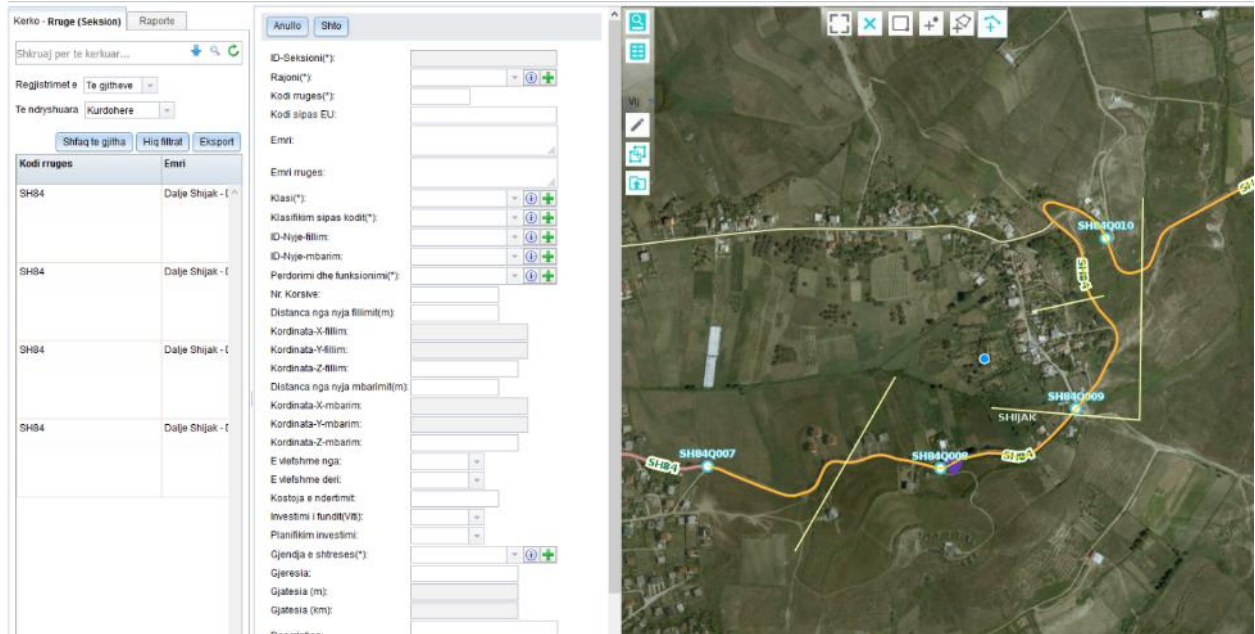 Kerko - Rruge (Seksion)
Raporte
Shkruaj per te kerkuar...
Regjistrimet e
Te gjitheve
Te ndryshuara
Kurdohere
Shfaq te gjitha
Hiq filtrat
Eksport
Kodi rruges
Emri
SH84
Dalje Shijak -
SH84
Dalje Shijak -
SH84
Dalje Shijak -
SH84
Dalje Shijak -
Anullo
Shto
ID-Seksioni(*):
Rajoni(*):
Kodi rruges(*):
Kodi sipas EU:
Emri:
Emri rruges:
Klasi(*):
Klasifikim sipas kodit(*):
ID-Nyje-fillim:
ID-Nyje-mbarim:
Perdorimi dhe funksionimi(*):
Nr. Korsive:
Distanca nga nyja fillimit(m):
Kordinata-X-fillim:
Kordinata-Y-fillim:
Kordinata-Z-fillim:
Distanca nga nyja mbarimit(m):
Kordinata-X-mbarim:
Kordinata-Y-mbarim:
Kordinata-Z-mbarim:
E vlefshme nga:
E vlefshme deri:
Kostoja e ndertimit:
Investimi i fundit(Viti):
Planifikim investimi:
Gjendja e shtreses(*):
Gjeresia:
Gjatesia (m):
Gjatesia (km):
Vij
SH84Q010
SH84
SH84Q009
SHIJAK
SH84Q007
SH84
SH84Q008
SH84